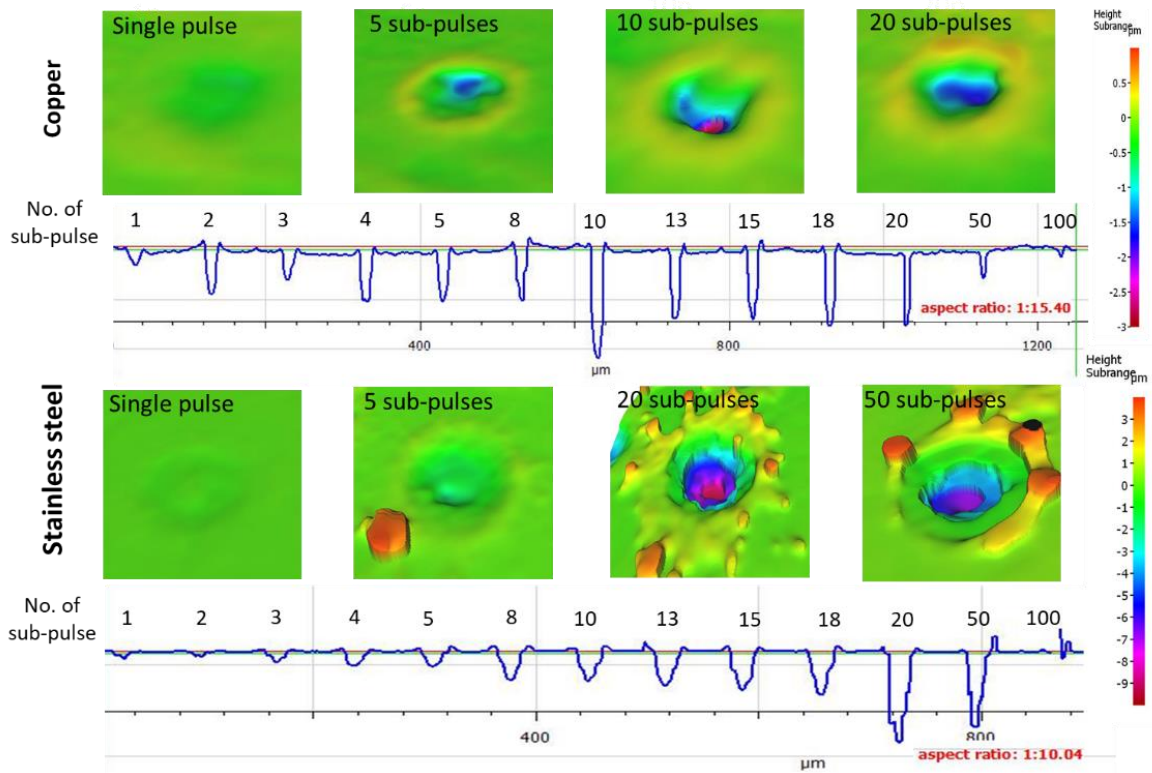 Single pulse
5 sub-pulses
10 sub-pulses
20 sub-pulses
Copper
Height
Subrange
µm
0.5
0
-0.5
-1
-1.5
-2
-2.5
-3
No. of
sub-pulse
1 2 3 4 5 8 10 13 15 18 20 50 100
aspect ratio: 1:15.40
400 800 1200
µm
Height
Subrange
µm
3
2
1
0
-1
-2
-3
-4
-5
-6
-7
-8
-9
Single pulse
5 sub-pulses
20 sub-pulses
50 sub-pulses
Stainless steel
No. of
sub-pulse
1 2 3 4 5 8 10 13 15 18 20 50 100
400 800
aspect ratio: 1:10.04
µm